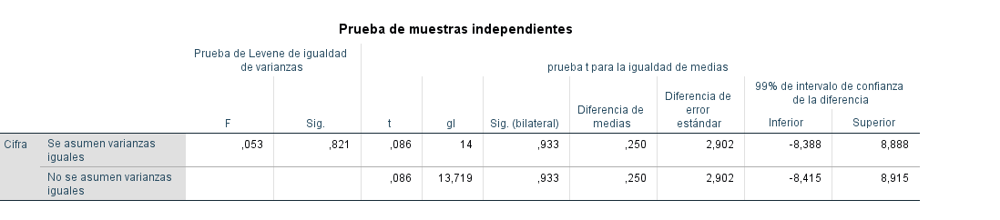 Prueba de muestras independientes
Prueba de Levene de igualdad
de varianzas
prueba t para la igualdad de medias
F
Sig.
t
gl
Sig. (bilateral)
Diferencia de
medias
Diferencia de
error
estándar
99% de intervalo de confianza
de la diferencia
Inferior
Superior
Cifra
Se asumen varianzas
iguales
,053
,821
,086
14
,933
,250
2,902
-8,388
8,888
No se asumen varianzas
iguales
,086
13,719
,933
,250
2,902
-8,415
8,915